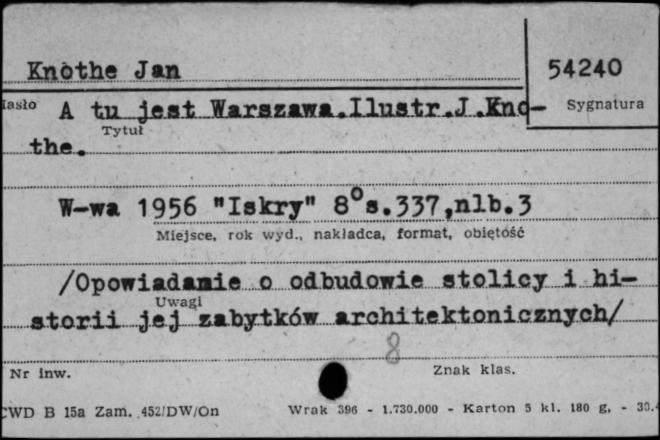 Knothe Jan
54240
Hasło A tu jest Warszawa.Ilustr.J.Kno-
Sygnatura
Tytuł
the.
W-wa 1956 "Iskry" 8°s.337,nlb.3
Miejsce, rok wyd., nakładca, format, objętość
/Opowiadanie o odbudowie stolicy i hi-
Uwagi
storii jej zabytków architektonicznych/
8
Nr inw.
Znak klas.
CWD B 15a Zam. 452/DW/On Wrak 396 - 1.730.000 - Karton 5 kl. 180 g. - 30.